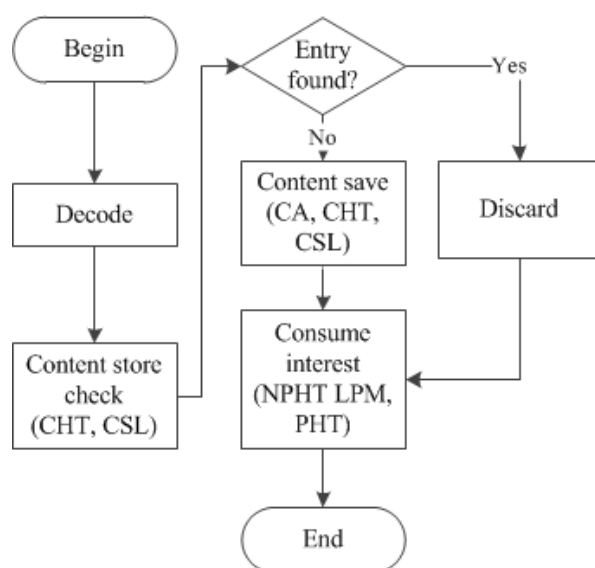 Begin
Decode
Content store
check
(CHT, CSL)
Entry
found?
Yes
No
Content save
(CA, CHT,
CSL)
Discard
Consume
interest
(NPHT LPM,
PHT)
End